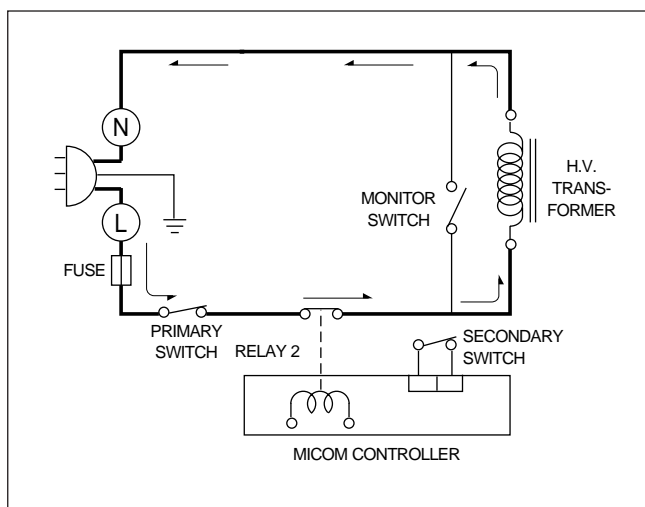 N
H.V.
TRANS-
FORMER
MONITOR
SWITCH
L
FUSE
PRIMARY
SWITCH
RELAY 2
SECONDARY
SWITCH
MICOM CONTROLLER